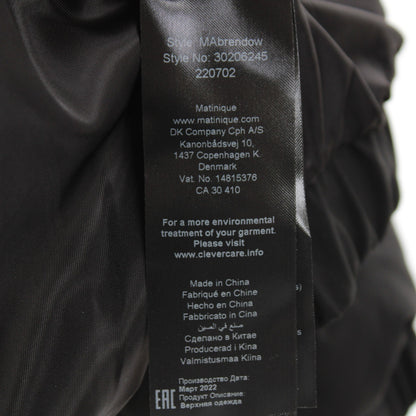 Style: MAbrendow
Style No: 30206245
220702
Matinique
www.matinique.com
DK Company Cph A/S
Kanonbådsvej 10,
1437 Copenhagen K.
Denmark
Vat. No. 14815376
CA 30 410
For a more environmental
treatment of your garment.
Please visit
www.clevercare.info
Made in China
Fabriqué en Chine
Hecho en China
Fabbricato in Cina
صنع في الصين
Сделано в Китае
Producerad i Kina
Valmistusmaa Kiina
Производство Дата:
Март 2022
EAC
Продукт Описание:
Верхняя одежда